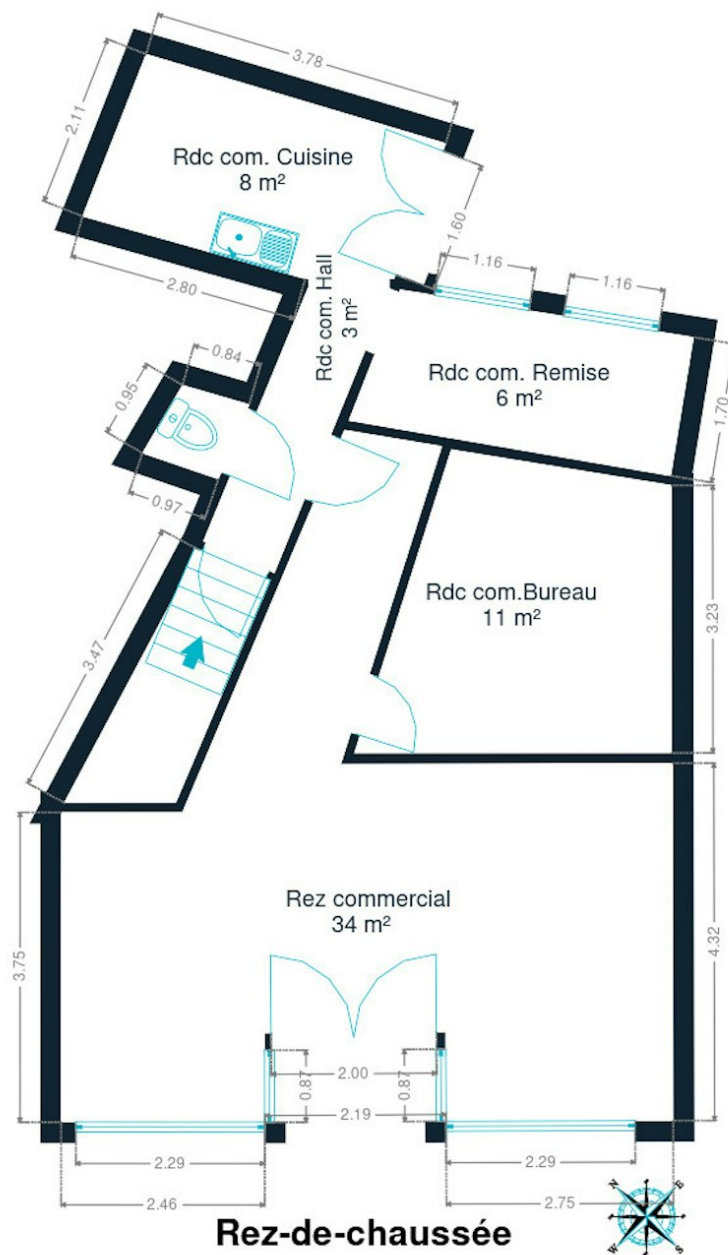 3.78
2.11
Rdc com. Cuisine
8 m²
1.60
2.80
Rdc com. Hall
3 m²
1.16
1.16
0.84
0.95
0.97
Rdc com. Remise
6 m²
1.70
3.47
Rdc com.Bureau
11 m²
3.23
Rez commercial
34 m²
3.75
4.32
0.87
2.00
0.87
2.19
2.29
2.29
2.46
2.75
N
E
W
S
Rez-de-chaussée